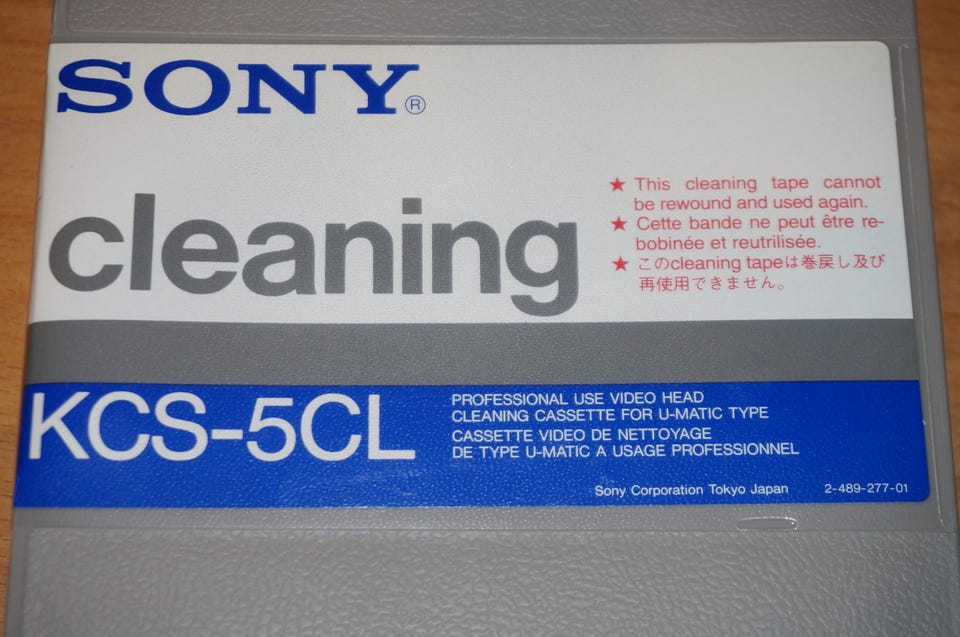 SONY®
cleaning
★ This cleaning tape cannot
be rewound and used again.
★ Cette bande ne peut être re-
bobinée et reutrilisée.
★ このcleaning tapeは巻戻し及び
再使用できません。
KCS-5CL
PROFESSIONAL USE VIDEO HEAD
CLEANING CASSETTE FOR U-MATIC TYPE
CASSETTE VIDEO DE NETTOYAGE
DE TYPE U-MATIC A USAGE PROFESSIONNEL
Sony Corporation Tokyo Japan 2-489-277-01